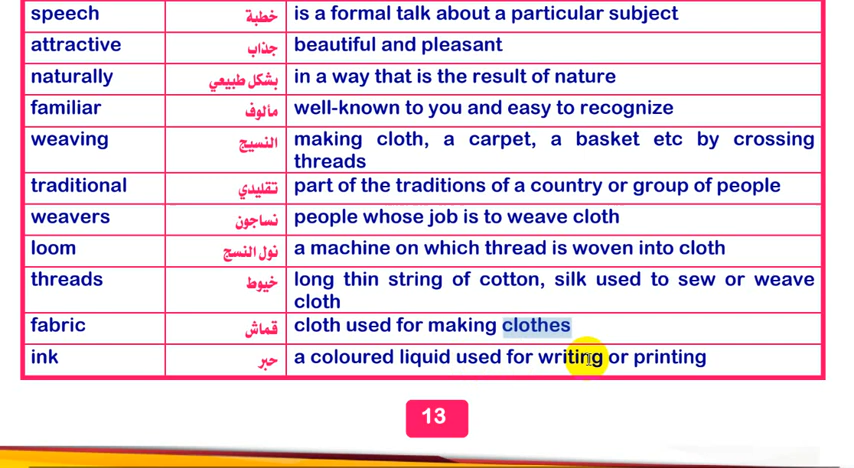 speech خطبة is a formal talk about a particular subject
attractive جذاب beautiful and pleasant
naturally بشكل طبيعي in a way that is the result of nature
familiar مألوف well-known to you and easy to recognize
weaving النسيج making cloth, a carpet, a basket etc by crossing
threads
traditional تقليدي part of the traditions of a country or group of people
weavers نساجون people whose job is to weave cloth
loom نول النسج a machine on which thread is woven into cloth
threads خيوط long thin string of cotton, silk used to sew or weave
cloth
fabric قماش cloth used for making clothes
ink حبر a coloured liquid used for writing or printing
13